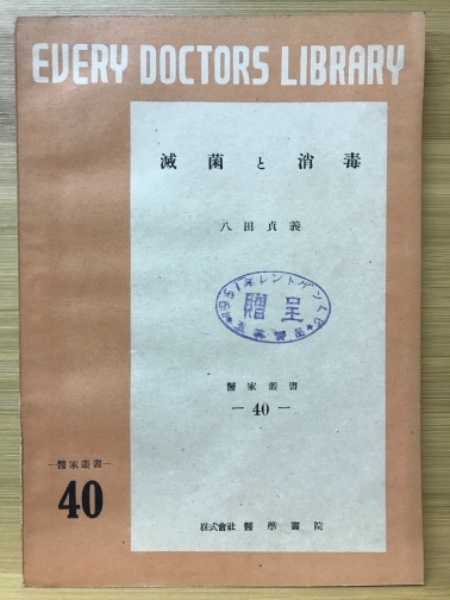 EVERY DOCTORS LIBRARY
滅菌と消毒
八田貞義
贈呈
醫家叢書
— 40 —
—醫家叢書—
40
株式會社 醫學書院